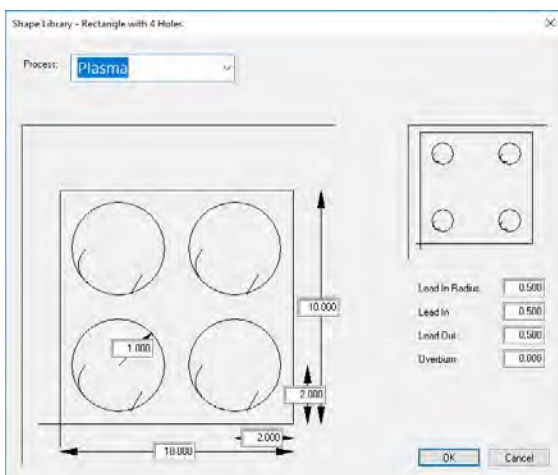 Shape Library - Rectangle with 4 Holes
Process:
Plasma
10.000
1.000
2.000
2.000
10.000
Lead In Radius 0.500
Lead In 0.500
Lead Out 0.500
Overburn 0.000
OK Cancel